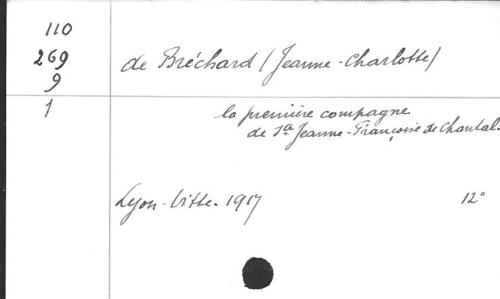 110
269
9
1
de Bréchard (Jeanne-Charlotte)
la première compagne
de Ste Jeanne-Françoise de Chantal.
Lyon-Vitte. 1917
12°